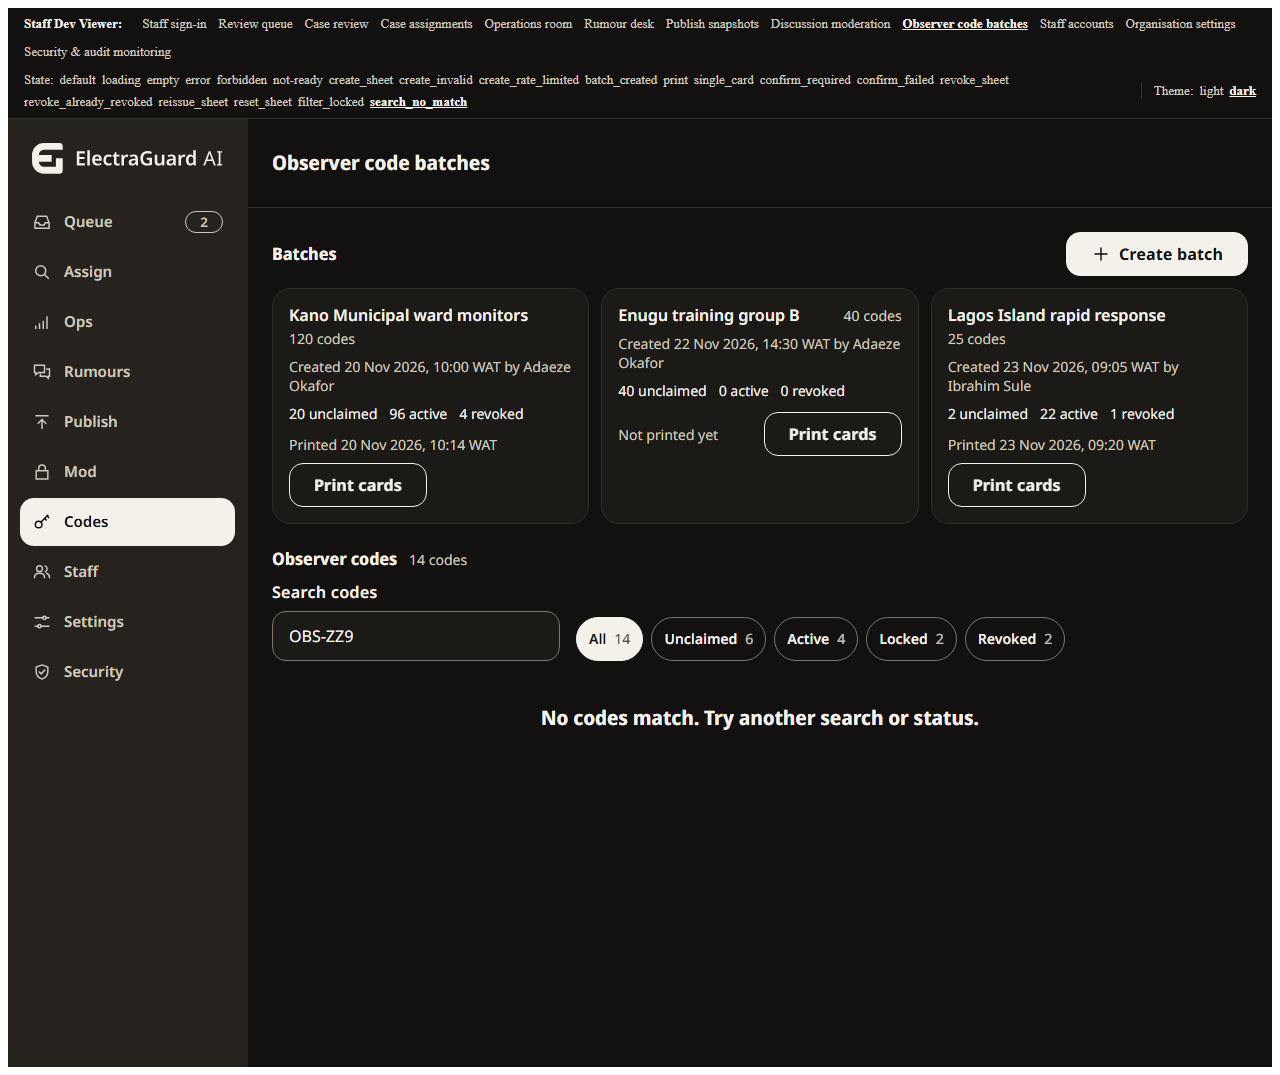 Staff Dev Viewer: Staff sign-in Review queue Case review Case assignments Operations room Rumour desk Publish snapshots Discussion moderation Observer code batches Staff accounts Organisation settings
Security & audit monitoring
State: default loading empty error forbidden not-ready create_sheet create_invalid create_rate_limited batch_created print single_card confirm_required confirm_failed revoke_sheet
revoke_already_revoked reissue_sheet reset_sheet filter_locked search_no_match
Theme: light dark
ElectraGuard AI
Queue 2
Assign
Ops
Rumours
Publish
Mod
Codes
Staff
Settings
Security
Observer code batches
Batches
Create batch
Kano Municipal ward monitors
120 codes
Created 20 Nov 2026, 10:00 WAT by Adaeze
Okafor
20 unclaimed 96 active 4 revoked
Printed 20 Nov 2026, 10:14 WAT
Print cards
Enugu training group B 40 codes
Created 22 Nov 2026, 14:30 WAT by Adaeze
Okafor
40 unclaimed 0 active 0 revoked
Not printed yet Print cards
Lagos Island rapid response
25 codes
Created 23 Nov 2026, 09:05 WAT by
Ibrahim Sule
2 unclaimed 22 active 1 revoked
Printed 23 Nov 2026, 09:20 WAT
Print cards
Observer codes 14 codes
Search codes
OBS-ZZ9
All 14 Unclaimed 6 Active 4 Locked 2 Revoked 2
No codes match. Try another search or status.